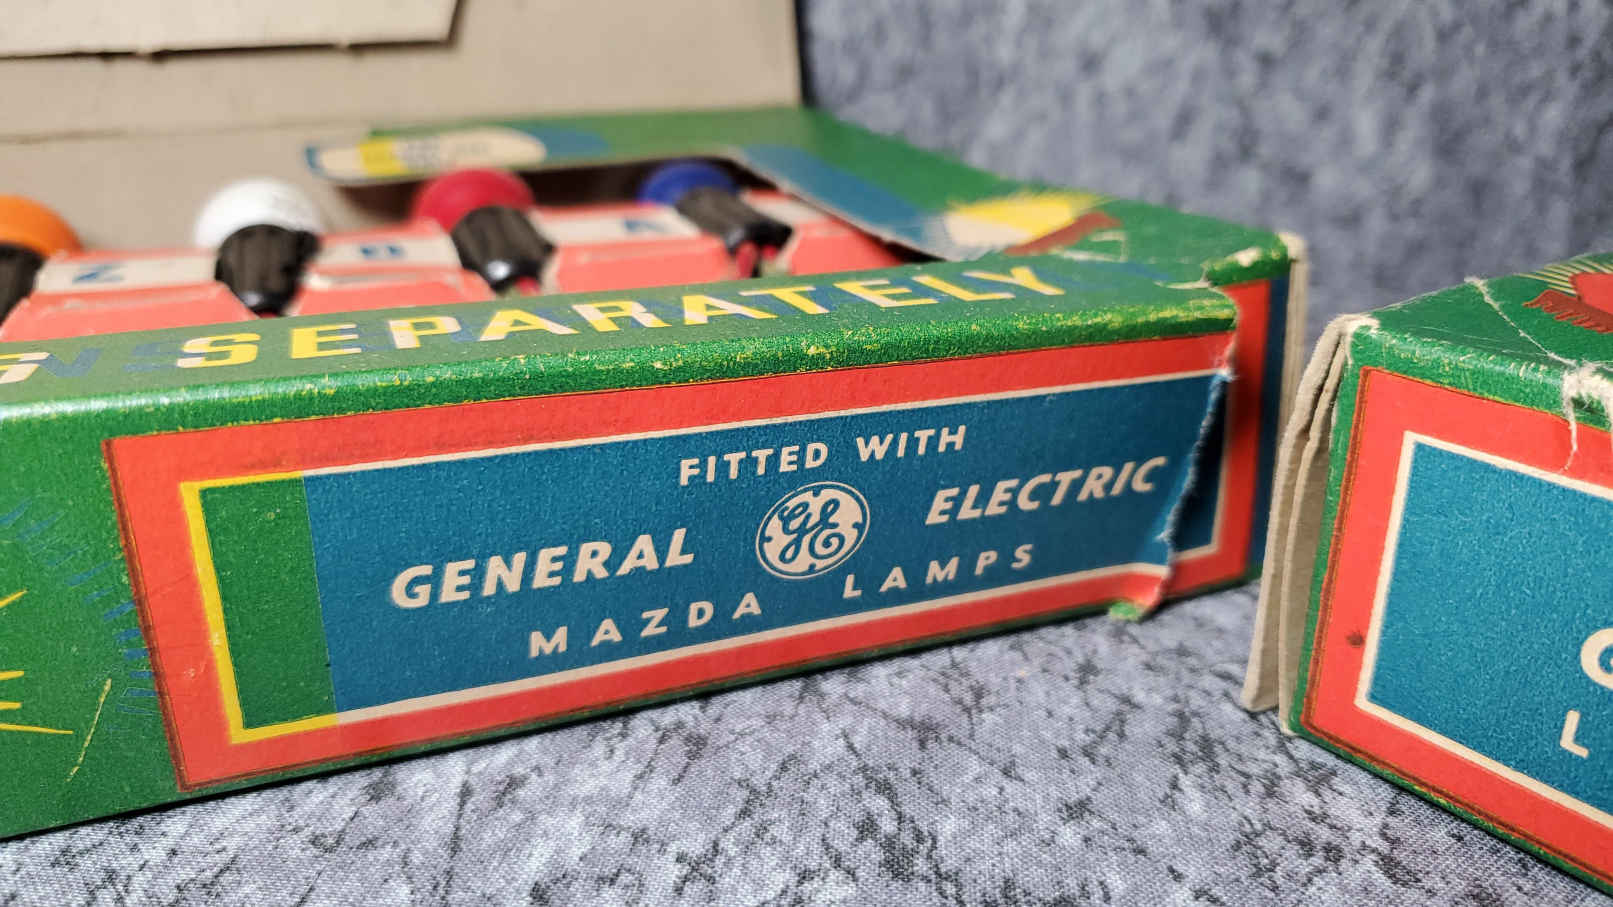 SEPARATELY
FITTED WITH
GENERAL GE ELECTRIC
MAZDA LAMPS